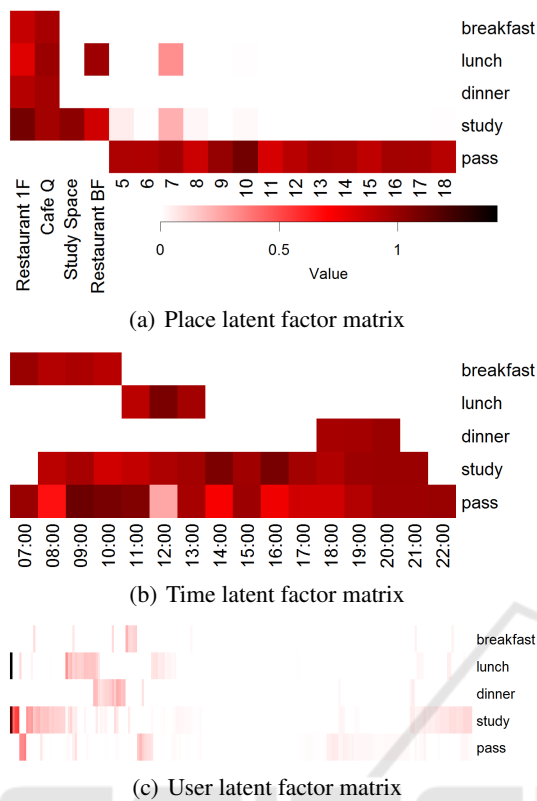 breakfast
lunch
dinner
study
pass
Restaurant 1F
Cafe Q
Study Space
Restaurant BF
5 6 7 8 9 10 11 12 13 14 15 16 17 18
0 0.5 1
Value
(a) Place latent factor matrix
breakfast
lunch
dinner
study
pass
07:00 08:00 09:00 10:00 11:00 12:00 13:00 14:00 15:00 16:00 17:00 18:00 19:00 20:00 21:00 22:00
(b) Time latent factor matrix
breakfast
lunch
dinner
study
pass
(c) User latent factor matrix